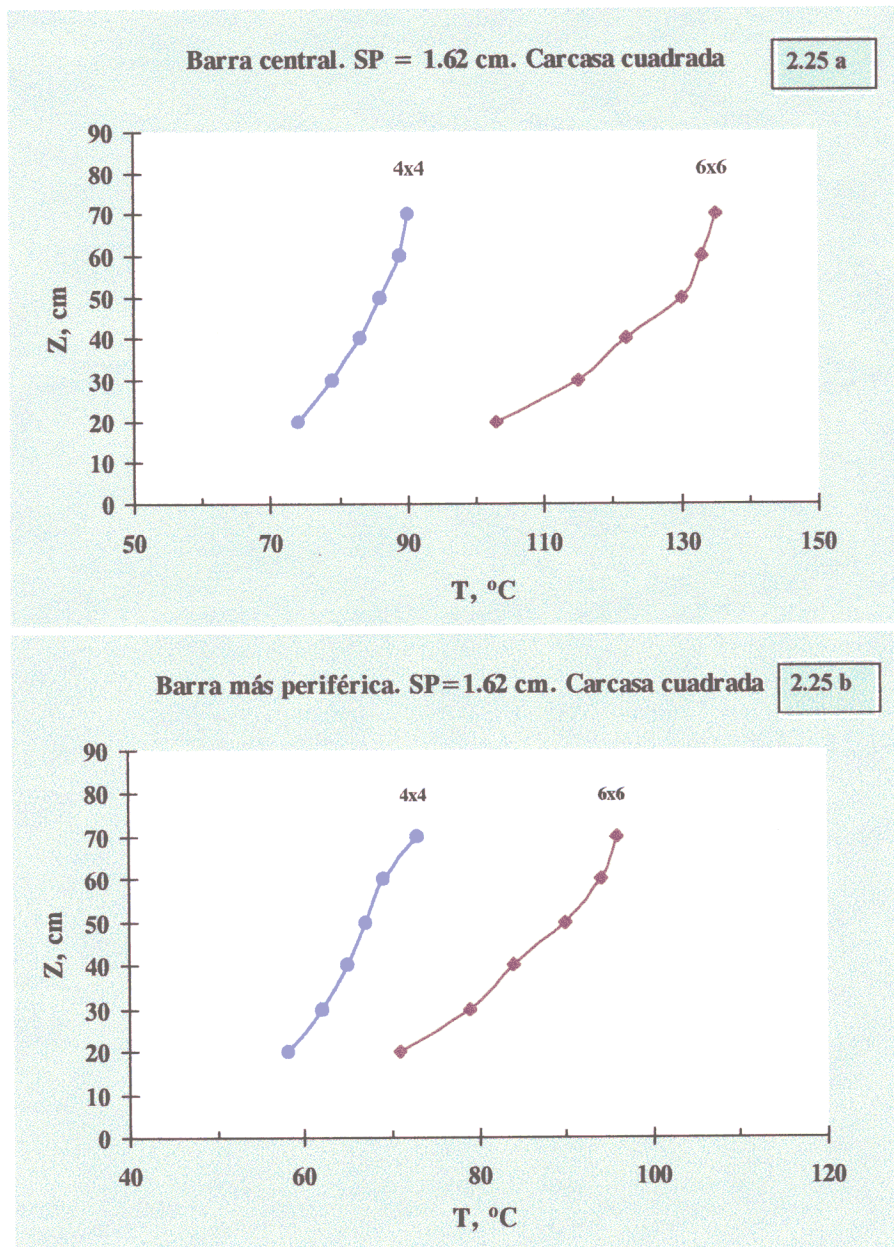 Barra central. SP = 1.62 cm. Carcasa cuadrada
2.25 a
90
80
70
60
50
40
30
20
10
0
Z, cm
4x4
6x6
50 70 90 110 130 150
T, ºC
Barra más periférica. SP=1.62 cm. Carcasa cuadrada
2.25 b
90
80
70
60
50
40
30
20
10
0
Z, cm
4x4
6x6
40 60 80 100 120
T, ºC